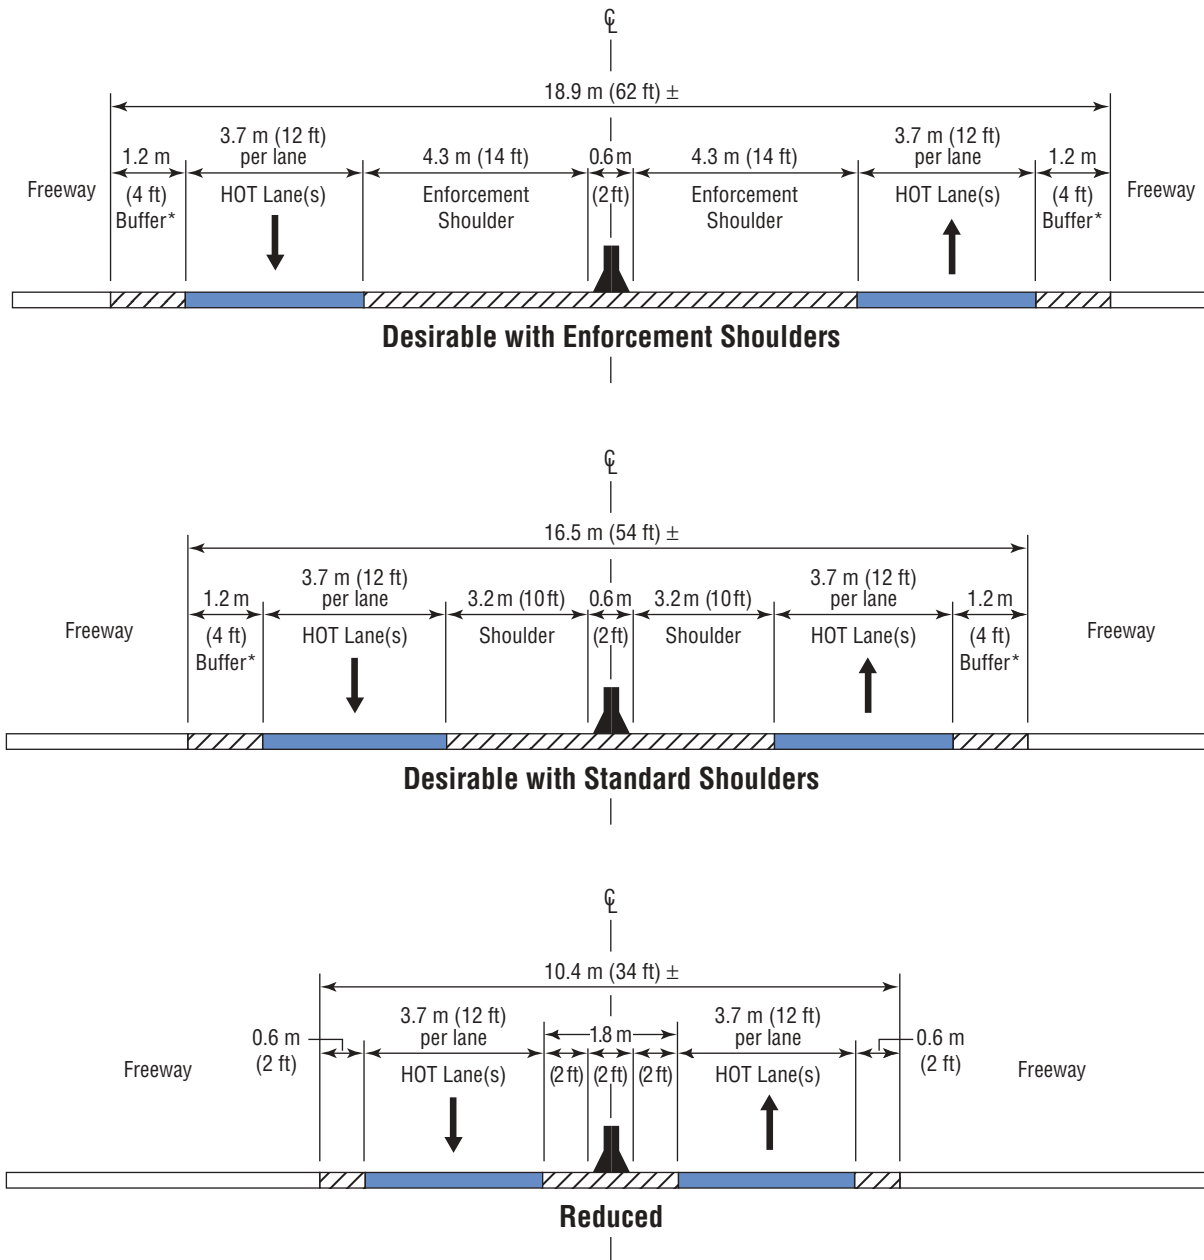 ℄
18.9 m (62 ft) ±
3.7 m (12 ft)
per lane
3.7 m (12 ft)
per lane
1.2 m
4.3 m (14 ft)
0.6 m
4.3 m (14 ft)
1.2 m
Freeway
(4 ft)
Buffer*
HOT Lane(s)
Enforcement
Shoulder
(2 ft)
Enforcement
Shoulder
HOT Lane(s)
(4 ft)
Buffer*
Freeway
Desirable with Enforcement Shoulders
℄
16.5 m (54 ft) ±
3.7 m (12 ft)
per lane
3.7 m (12 ft)
per lane
1.2 m
3.2 m (10 ft)
0.6 m
3.2 m (10 ft)
1.2 m
Freeway
(4 ft)
Buffer*
HOT Lane(s)
Shoulder
(2 ft)
Shoulder
HOT Lane(s)
(4 ft)
Buffer*
Freeway
Desirable with Standard Shoulders
℄
10.4 m (34 ft) ±
0.6 m
(2 ft)
3.7 m (12 ft)
per lane
1.8 m
3.7 m (12 ft)
per lane
0.6 m
(2 ft)
Freeway
HOT Lane(s)
(2 ft)
(2 ft)
(2 ft)
HOT Lane(s)
Freeway
Reduced